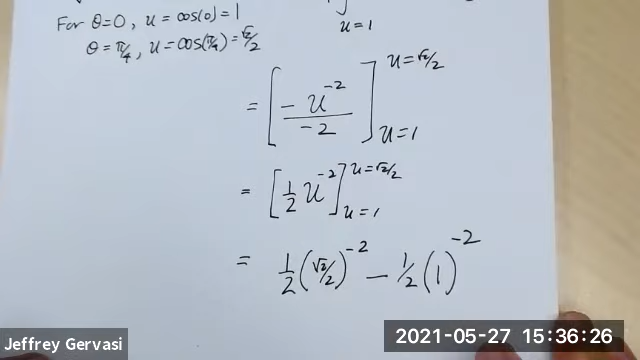 For θ=0, u = cos(0) = 1
θ = π/4, u = cos(π/4) = √2/2
u=1
= [-u^-2 / -2] u=√2/2 u=1
= [1/2 u^-2] u=√2/2 u=1
= 1/2 (√2/2)^-2 - 1/2 (1)^-2
Jeffrey Gervasi
2021-05-27 15:36:26